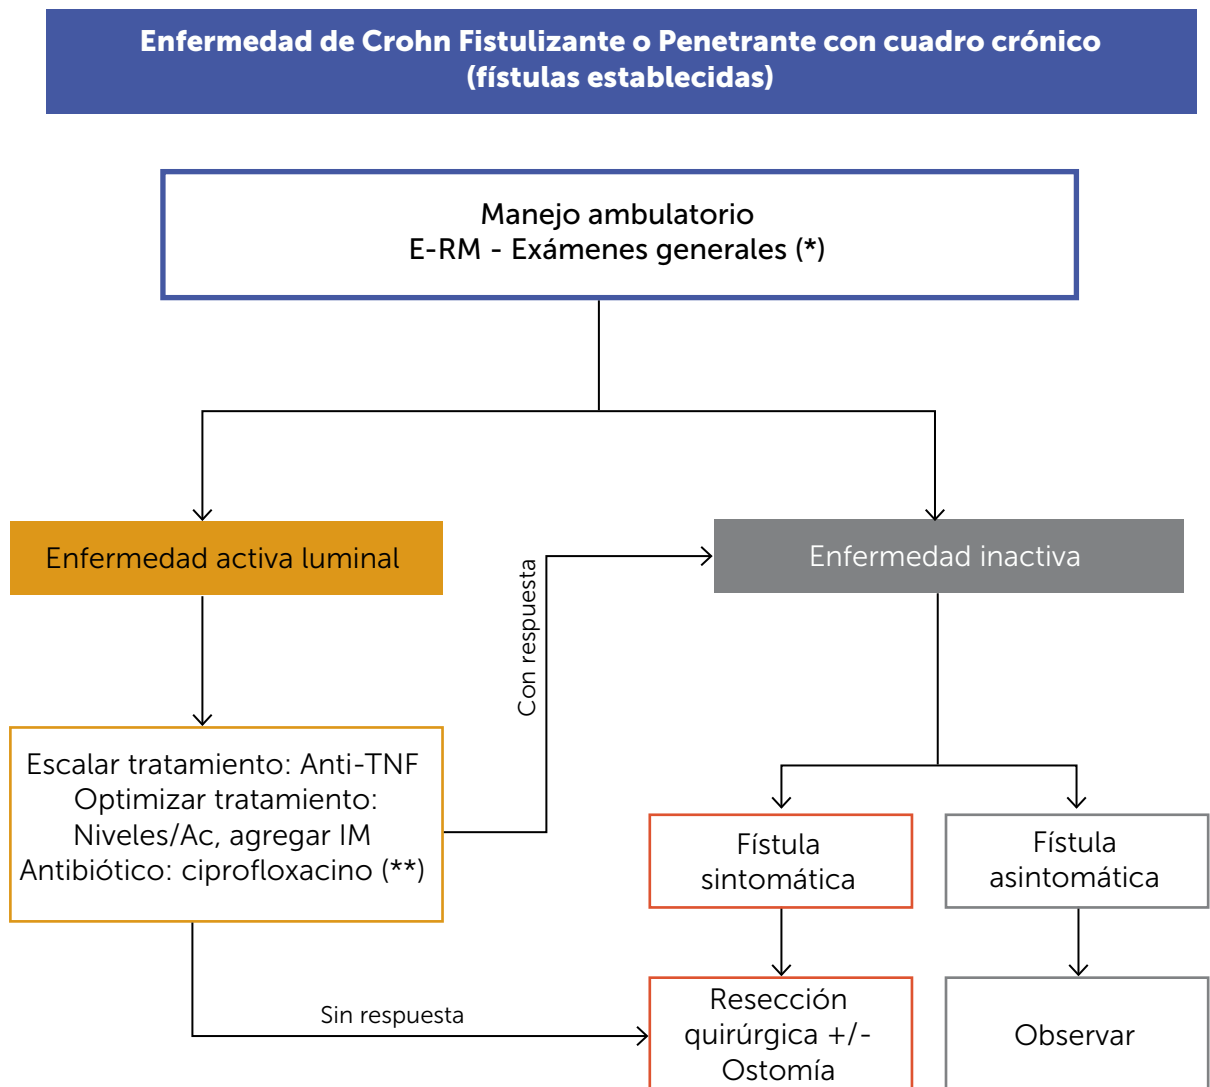 Enfermedad de Crohn Fistulizante o Penetrante con cuadro crónico
(fístulas establecidas)
Manejo ambulatorio
E-RM - Exámenes generales (*)
Enfermedad activa luminal
Enfermedad inactiva
Con respuesta
Escalar tratamiento: Anti-TNF
Optimizar tratamiento:
Niveles/Ac, agregar IM
Antibiótico: ciprofloxacino (**)
Fístula
sintomática
Fístula
asintomática
Sin respuesta
Resección
quirúrgica +/-
Ostomía
Observar